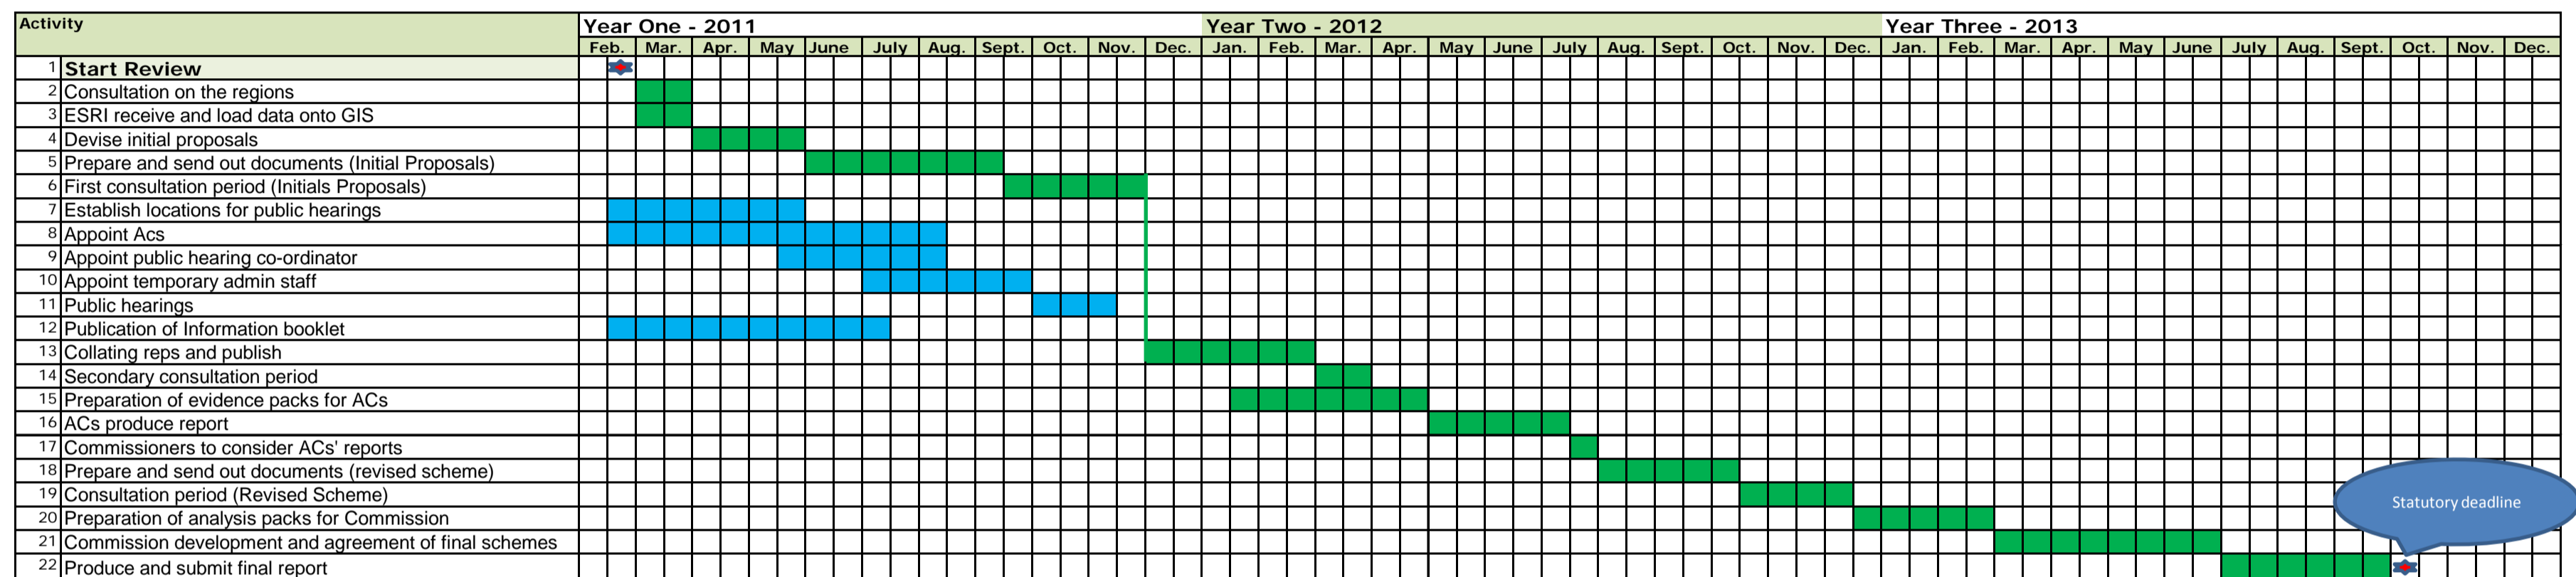 Activity
Year One - 2011 Year Two - 2012 Year Three - 2013
Feb. Mar. Apr. May June July Aug. Sept. Oct. Nov. Dec. Jan. Feb. Mar. Apr. May June July Aug. Sept. Oct. Nov. Dec. Jan. Feb. Mar. Apr. May June July Aug. Sept. Oct. Nov. Dec.
1 Start Review
2 Consultation on the regions
3 ESRI receive and load data onto GIS
4 Devise initial proposals
5 Prepare and send out documents (Initial Proposals)
6 First consultation period (Initials Proposals)
7 Establish locations for public hearings
8 Appoint Acs
9 Appoint public hearing co-ordinator
10 Appoint temporary admin staff
11 Public hearings
12 Publication of Information booklet
13 Collating reps and publish
14 Secondary consultation period
15 Preparation of evidence packs for ACs
16 ACs produce report
17 Commissioners to consider ACs' reports
18 Prepare and send out documents (revised scheme)
19 Consultation period (Revised Scheme)
Statutory deadline
20 Preparation of analysis packs for Commission
21 Commission development and agreement of final schemes
22 Produce and submit final report